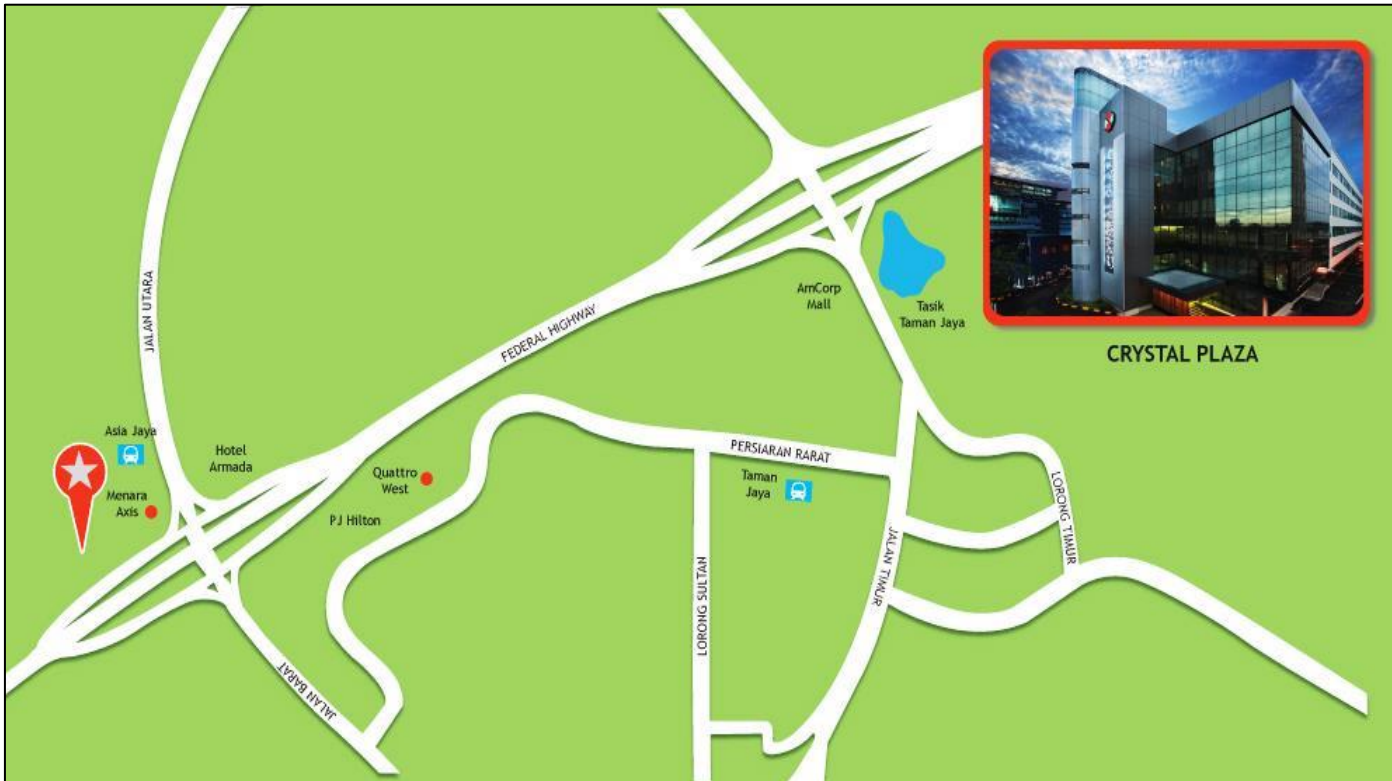 JALAN UTARA
FEDERAL HIGHWAY
AmCorp
Mall
Tasik
Taman Jaya
CRYSTAL PLAZA
Asia Jaya
Hotel
Armada
Menara
Axis
Quattro
West
PJ Hilton
PERSIARAN RARAT
Taman
Jaya
LORONG TIMUR
JALAN TIMUR
LORONG SULTAN
JALAN BARAT